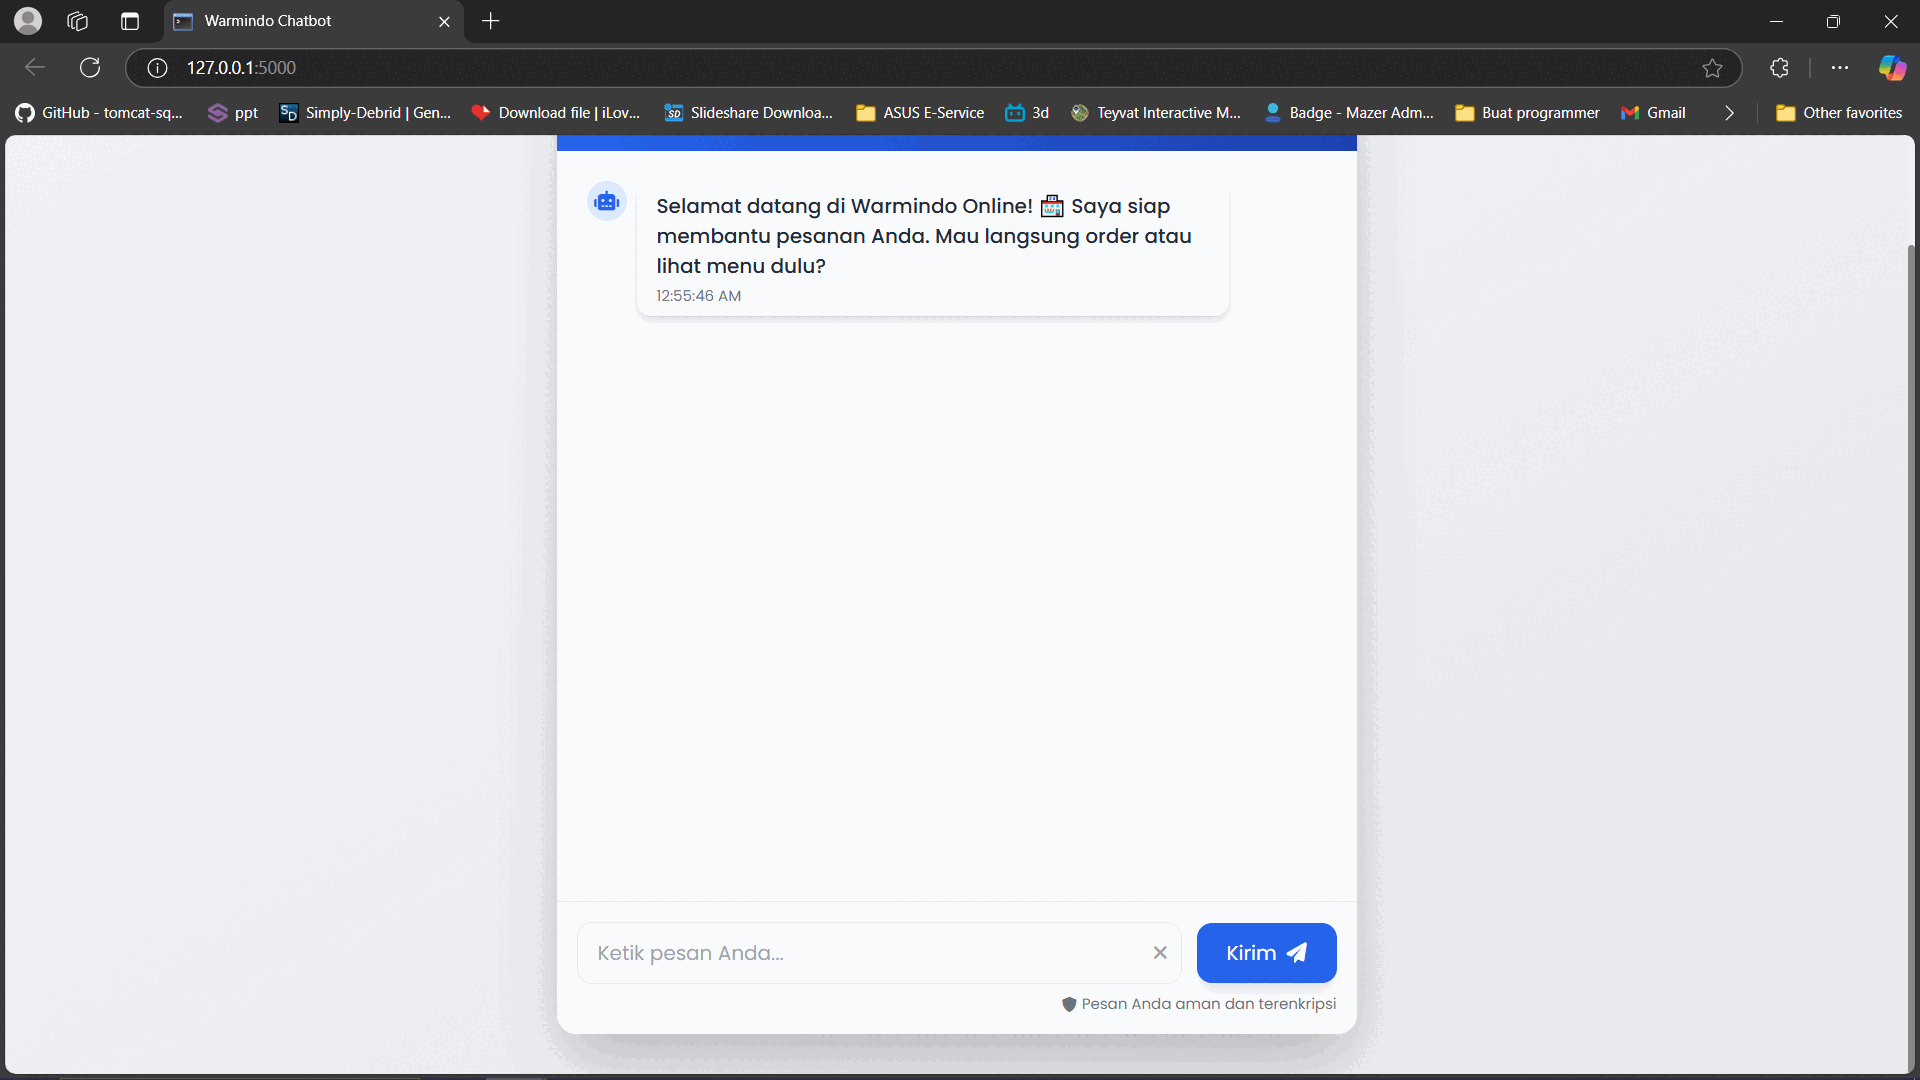 Warmindo Chatbot
127.0.0.1:5000
GitHub - tomcat-sq...
ppt
Simply-Debrid | Gen...
Download file | iLov...
Slideshare Downloa...
ASUS E-Service
3d
Teyvat Interactive M...
Badge - Mazer Adm...
Buat programmer
Gmail
Other favorites
Selamat datang di Warmindo Online! 🏪 Saya siap
membantu pesanan Anda. Mau langsung order atau
lihat menu dulu?
12:55:46 AM
Ketik pesan Anda...
Kirim
Pesan Anda aman dan terenkripsi